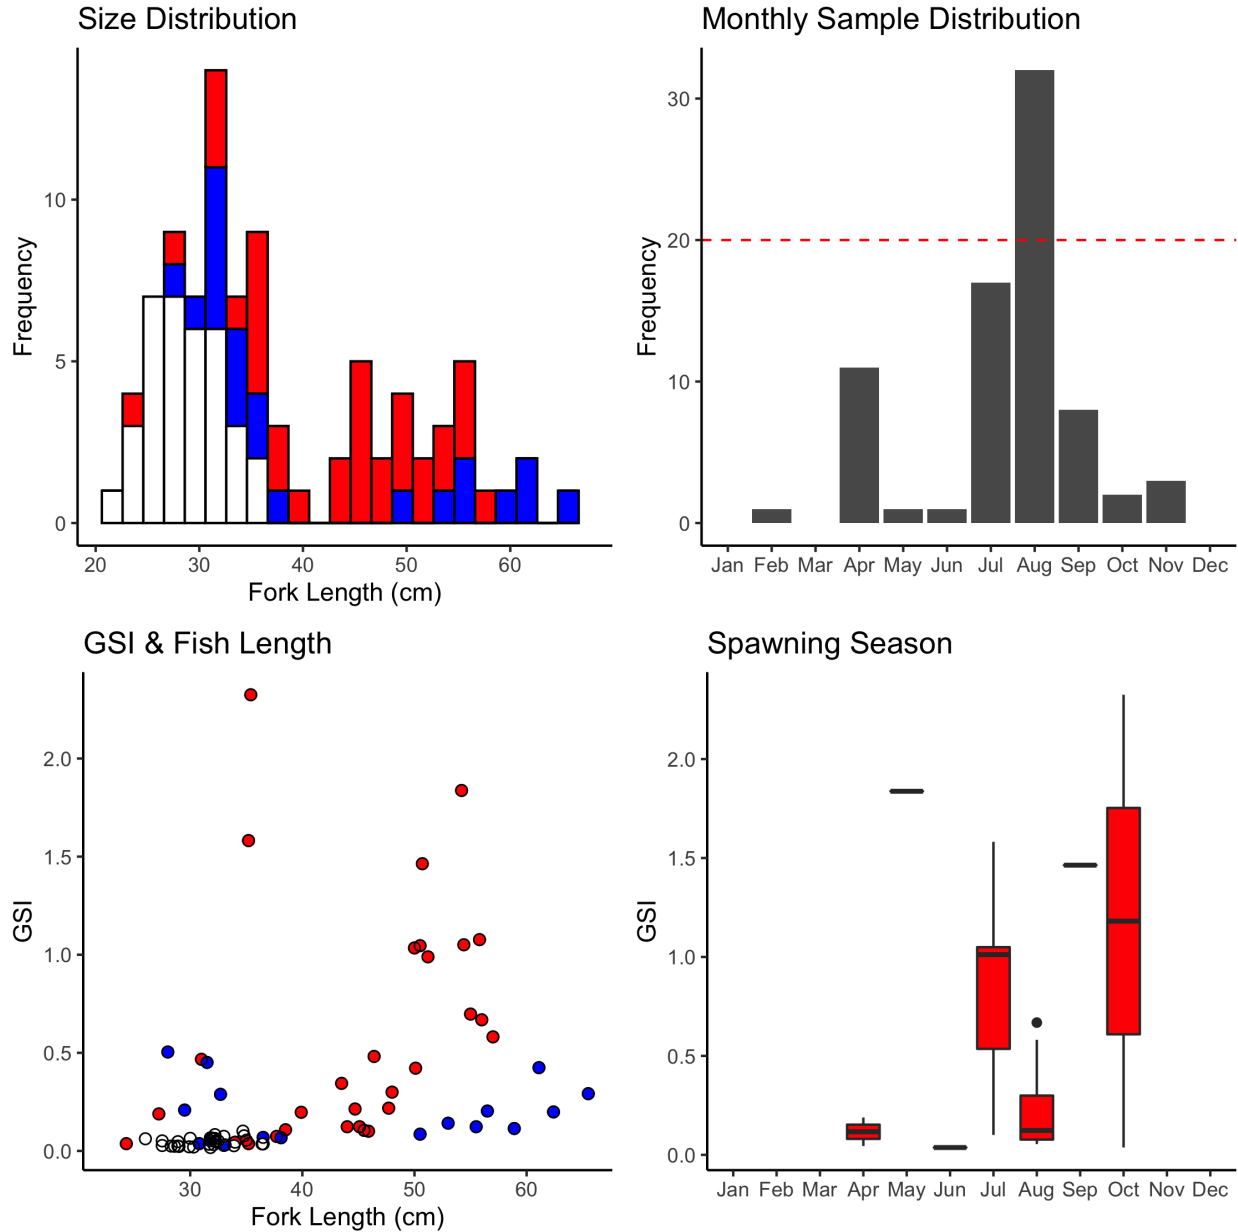 Size Distribution
Frequency
10
5
0
20 30 40 50 60
Fork Length (cm)
Monthly Sample Distribution
Frequency
30
20
10
0
Jan Feb Mar Apr May Jun Jul Aug Sep Oct Nov Dec
GSI & Fish Length
GSI
2.0
1.5
1.0
0.5
0.0
30 40 50 60
Fork Length (cm)
Spawning Season
GSI
2.0
1.5
1.0
0.5
0.0
Jan Feb Mar Apr May Jun Jul Aug Sep Oct Nov Dec